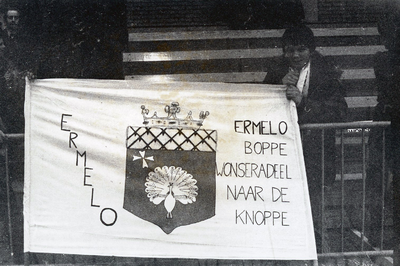 ERMELO
ERMELO
BOPPE
WONSERADEEL
NAAR DE
KNOPPE